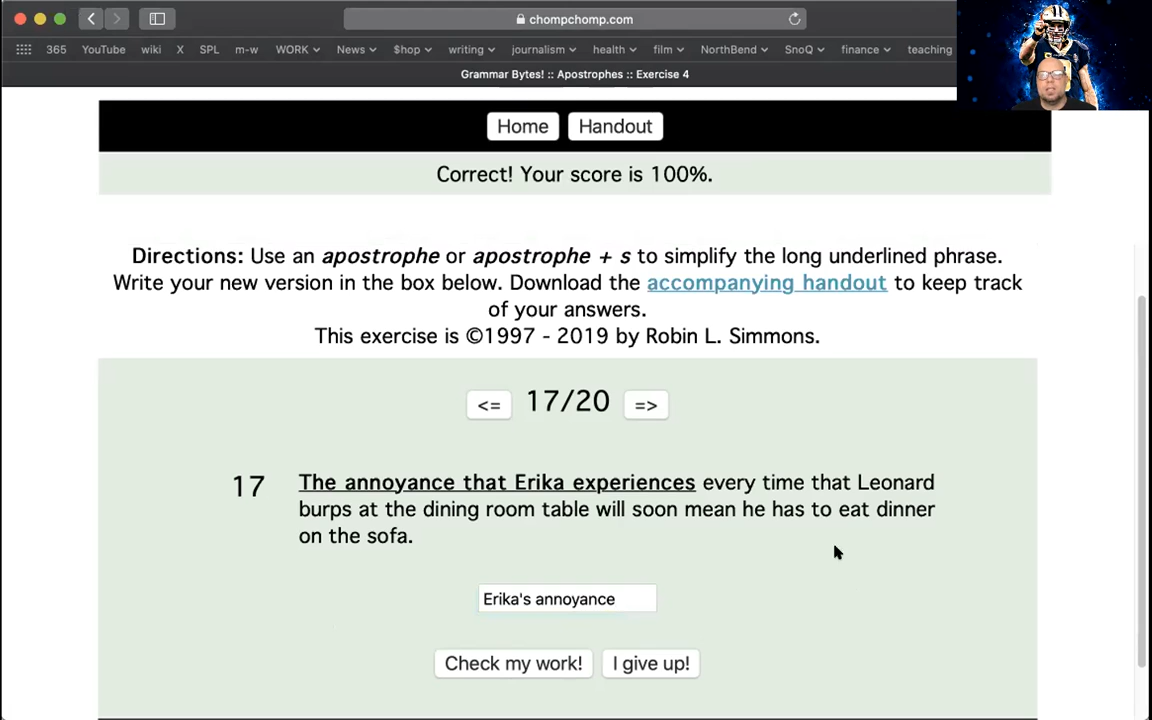 chompchomp.com
365 YouTube wiki X SPL m-w WORK News $hop writing journalism health film NorthBend SnoQ finance teaching
Grammar Bytes! :: Apostrophes :: Exercise 4
Home Handout
Correct! Your score is 100%.
Directions: Use an apostrophe or apostrophe + s to simplify the long underlined phrase.
Write your new version in the box below. Download the accompanying handout to keep track
of your answers.
This exercise is ©1997 - 2019 by Robin L. Simmons.
<= 17/20 =>
17 The annoyance that Erika experiences every time that Leonard
burps at the dining room table will soon mean he has to eat dinner
on the sofa.
Erika's annoyance
Check my work! I give up!